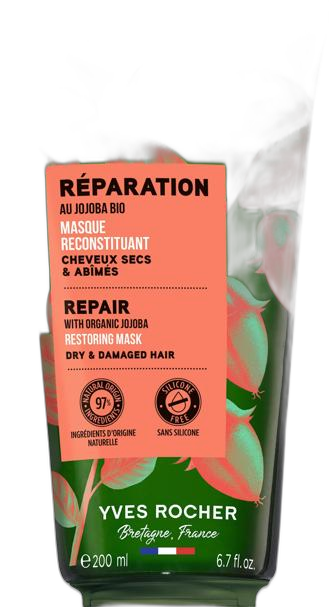 RÉPARATION
AU JOJOBA BIO
MASQUE
RECONSTITUANT
CHEVEUX SECS
& ABÎMÉS
REPAIR
WITH ORGANIC JOJOBA
RESTORING MASK
DRY & DAMAGED HAIR
NATURAL ORIGIN
97%
INGREDIENTS
SILICONE
FREE
INGRÉDIENTS D'ORIGINE
NATURELLE
SANS SILICONE
YVES ROCHER
Bretagne, France
e 200 ml
6.7 fl.oz.